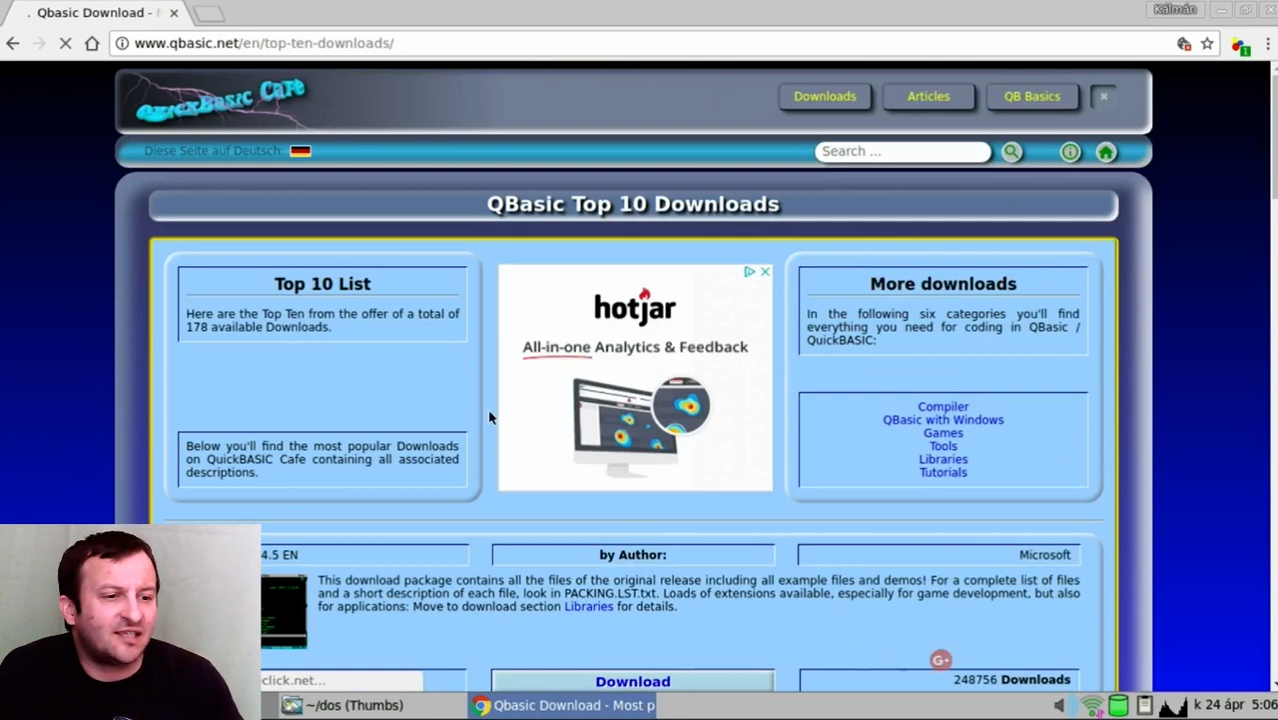 Qbasic Download -
Kálmán
www.qbasic.net/en/top-ten-downloads/
1
QuickBasic Cafe
Downloads
Articles
QB Basics
Diese Seite auf Deutsch:
Search ...
QBasic Top 10 Downloads
Top 10 List
Here are the Top Ten from the offer of a total of
178 available Downloads.
Below you'll find the most popular Downloads
on QuickBASIC Cafe containing all associated
descriptions.
hotjar
All-in-one Analytics & Feedback
More downloads
In the following six categories you'll find
everything you need for coding in QBasic /
QuickBASIC:
Compiler
QBasic with Windows
Games
Tools
Libraries
Tutorials
4.5 EN
by Author:
Microsoft
This download package contains all the files of the original release including all example files and demos! For a complete list of files
and a short description of each file, look in PACKING.LST.txt. Loads of extensions available, especially for game development, but also
for applications: Move to download section Libraries for details.
G+
click.net...
Download
248756 Downloads
~/dos (Thumbs)
Qbasic Download - Most p
k 24 ápr 5:06